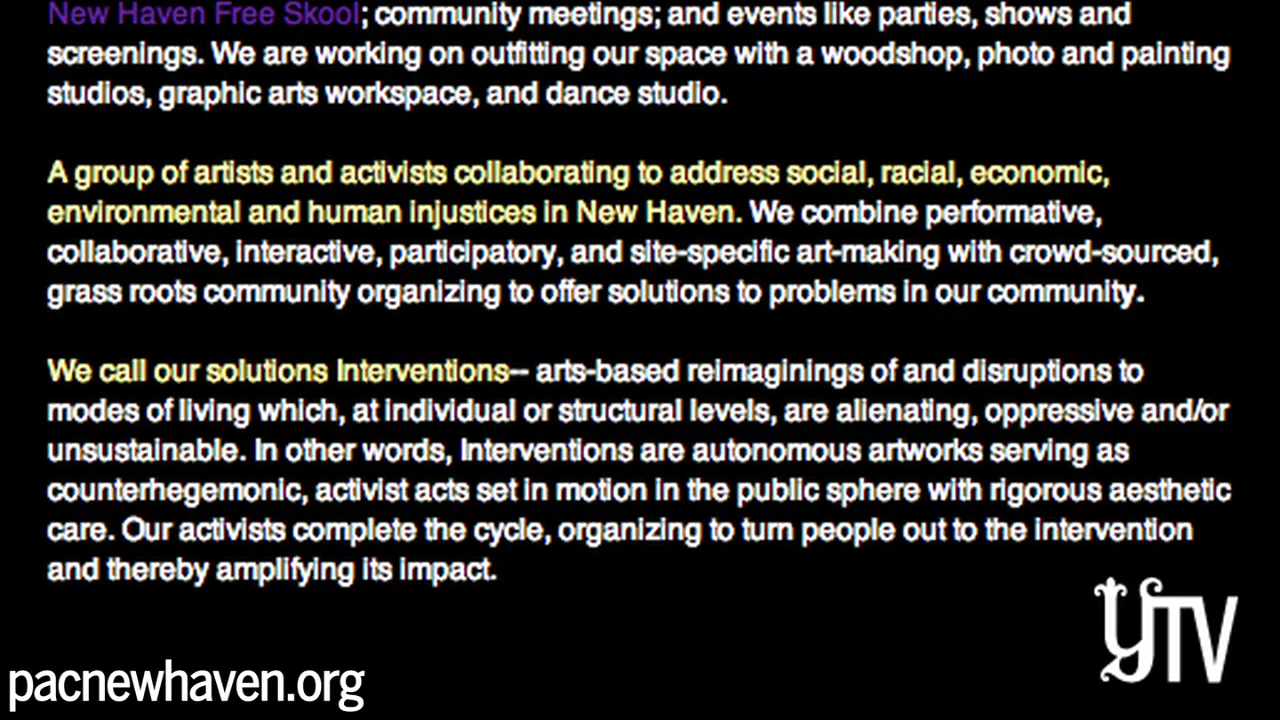 New Haven Free Skool; community meetings; and events like parties, shows and
screenings. We are working on outfitting our space with a woodshop, photo and painting
studios, graphic arts workspace, and dance studio.
A group of artists and activists collaborating to address social, racial, economic,
environmental and human injustices in New Haven. We combine performative,
collaborative, interactive, participatory, and site-specific art-making with crowd-sourced,
grass roots community organizing to offer solutions to problems in our community.
We call our solutions Interventions-- arts-based reimaginings of and disruptions to
modes of living which, at individual or structural levels, are alienating, oppressive and/or
unsustainable. In other words, Interventions are autonomous artworks serving as
counterhegemonic, activist acts set in motion in the public sphere with rigorous aesthetic
care. Our activists complete the cycle, organizing to turn people out to the intervention
and thereby amplifying its impact.
YTV
pacnewhaven.org